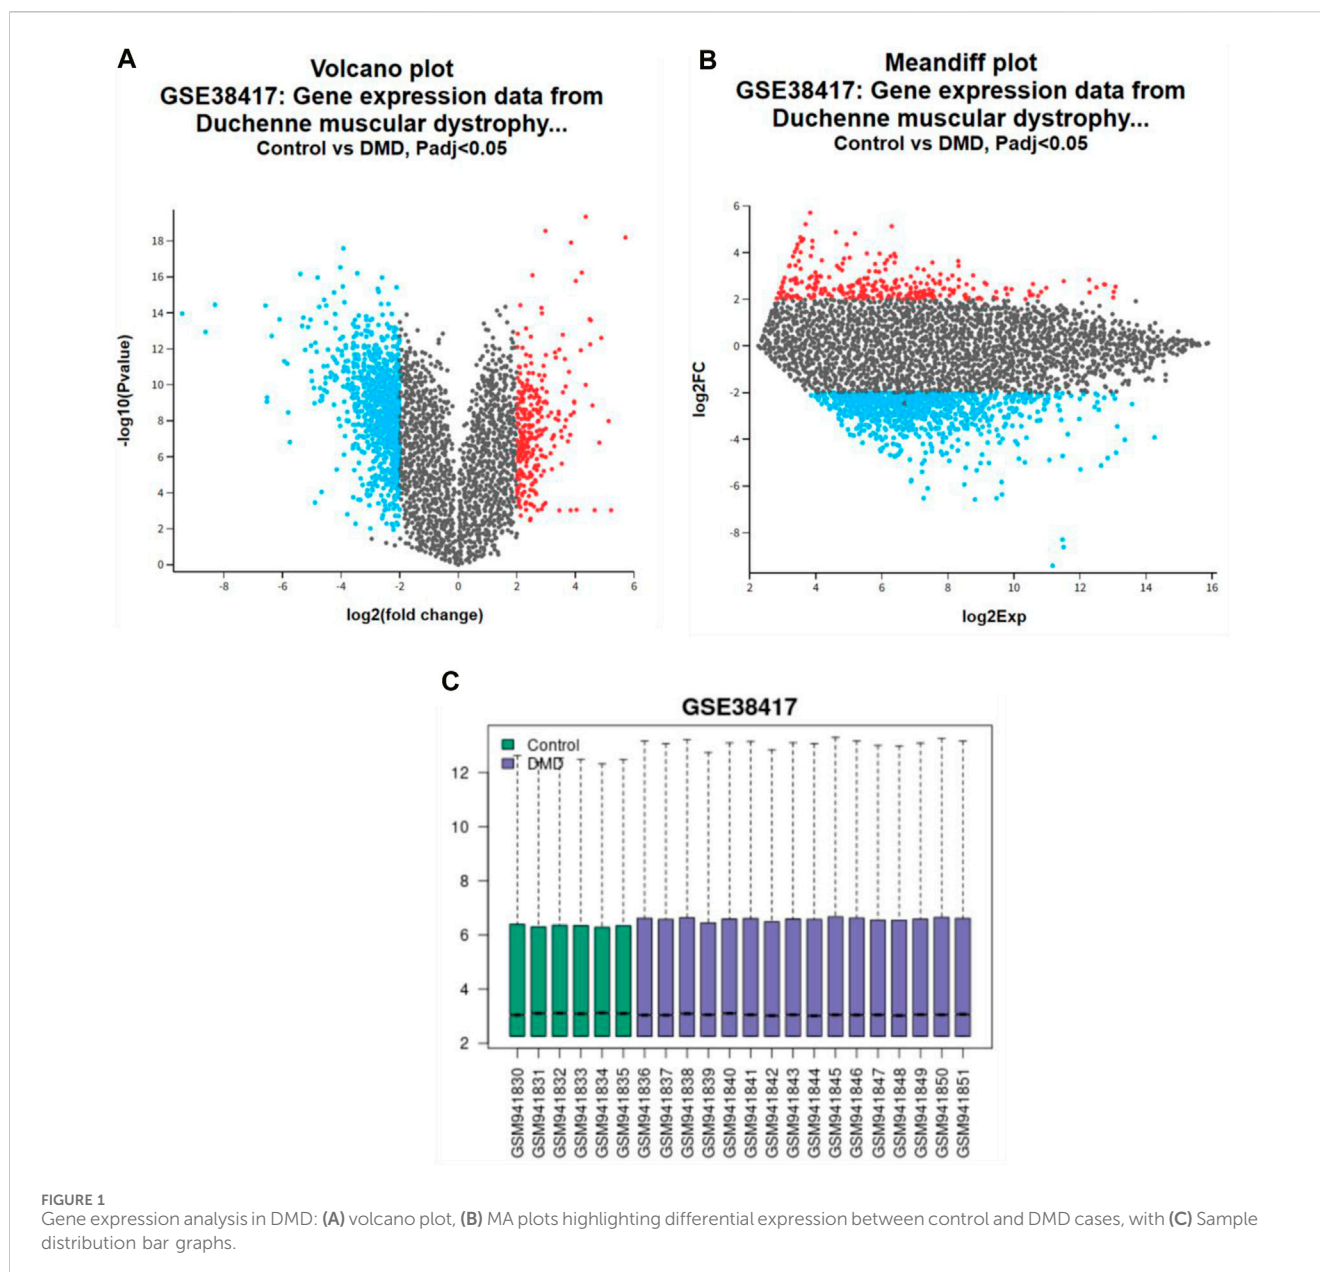 A
Volcano plot
GSE38417: Gene expression data from
Duchenne muscular dystrophy...
Control vs DMD, Padj<0.05
-log10(Pvalue)
18
16
14
12
10
8
6
4
2
0
-8
-6
-4
-2
0
2
4
6
log2(fold change)
B
Meandiff plot
GSE38417: Gene expression data from
Duchenne muscular dystrophy...
Control vs DMD, Padj<0.05
log2FC
6
4
2
0
-2
-4
-6
-8
2
4
6
8
10
12
14
16
log2Exp
C
GSE38417
Control
DMD
12
10
8
6
4
2
GSM941830
GSM941831
GSM941832
GSM941833
GSM941834
GSM941835
GSM941836
GSM941837
GSM941838
GSM941839
GSM941840
GSM941841
GSM941842
GSM941843
GSM941844
GSM941845
GSM941846
GSM941847
GSM941848
GSM941849
GSM941850
GSM941851
FIGURE 1
Gene expression analysis in DMD: (A) volcano plot, (B) MA plots highlighting differential expression between control and DMD cases, with (C) Sample
distribution bar graphs.